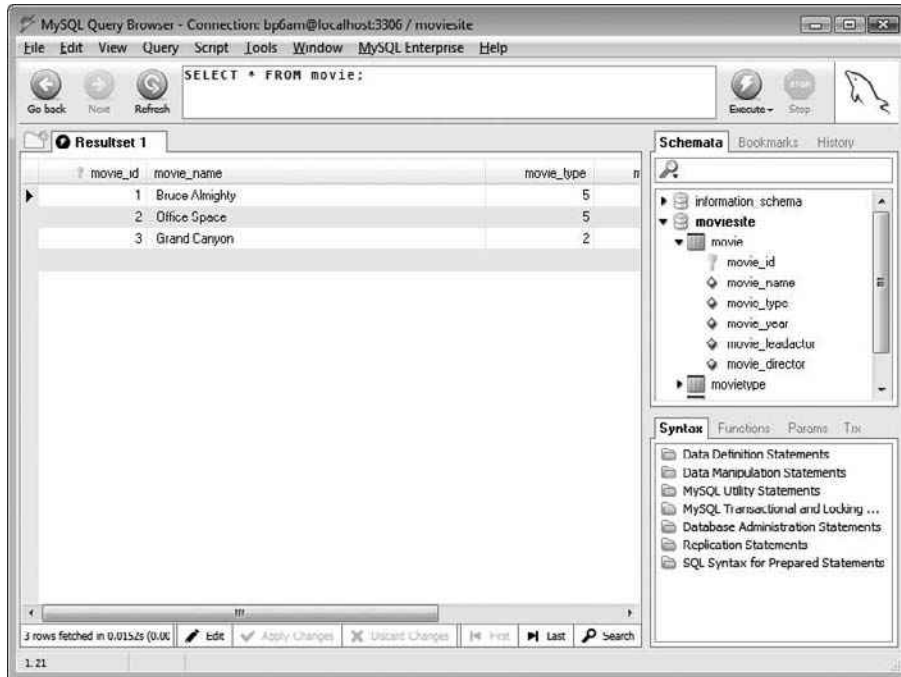 MySQL Query Browser - Connection: bp6am@localhost:3306 / moviesite
File Edit View Query Script Tools Window MySQL Enterprise Help
SELECT * FROM movie;
Go back Next Refresh Execute Stop
Resultset 1
movie_id movie_name movie_type
1 Bruce Almighty 5
2 Office Space 5
3 Grand Canyon 2
3 rows fetched in 0.0152s (0.00
Edit Apply Changes Discard Changes First Last Search
1: 21
Schemata Bookmarks History
information_schema
moviesite
movie
movie_id
movie_name
movie_type
movie_year
movie_leadactor
movie_director
movietype
Syntax Functions Params Trx
Data Definition Statements
Data Manipulation Statements
MySQL Utility Statements
MySQL Transactional and Locking ...
Database Administration Statements
Replication Statements
SQL Syntax for Prepared Statements